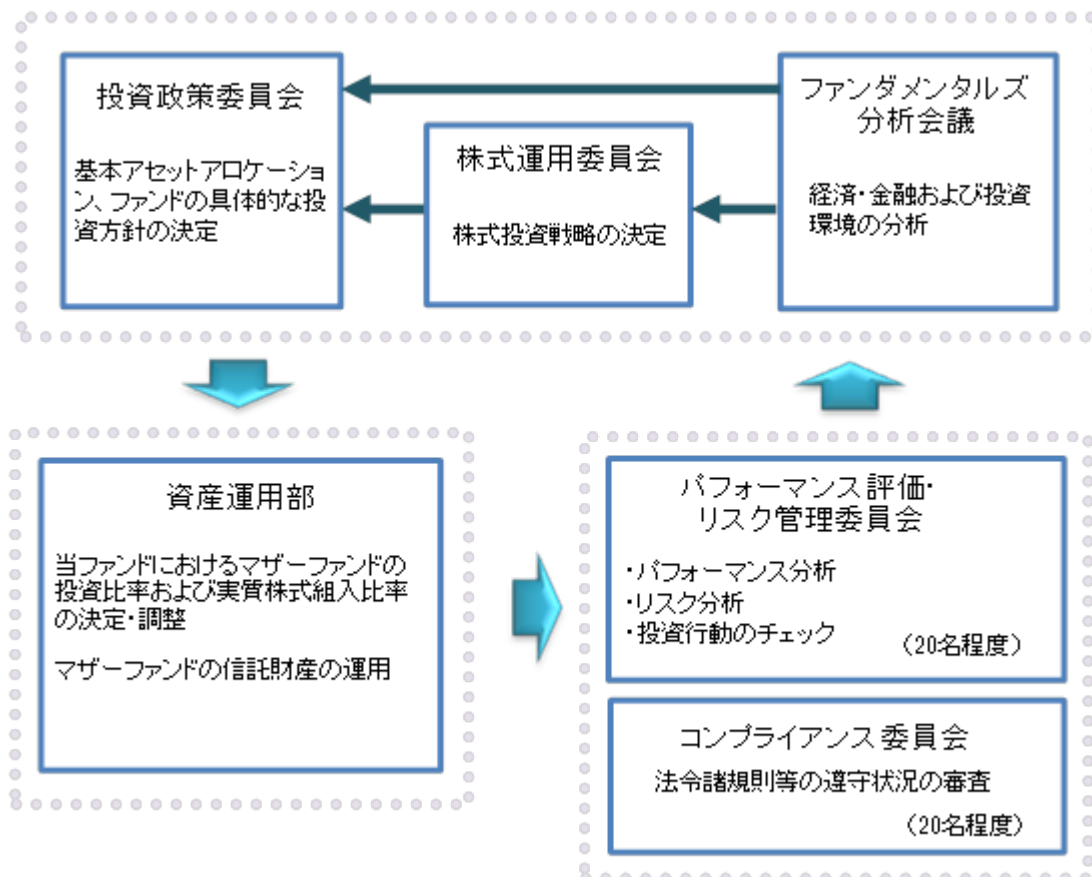 投資政策委員会
基本アセットアロケーショ
ン、ファンドの具体的な投
資方針の決定
株式運用委員会
株式投資戦略の決定
ファンダメンタルズ
分析会議
経済・金融および投資
環境の分析
資産運用部
当ファンドにおけるマザーファンドの
投資比率および実質株式組入比率
の決定・調整
マザーファンドの信託財産の運用
パフォーマンス評価・
リスク管理委員会
・パフォーマンス分析
・リスク分析
・投資行動のチェック
（20名程度）
コンプライアンス委員会
法令諸規則等の遵守状況の審査
（20名程度）